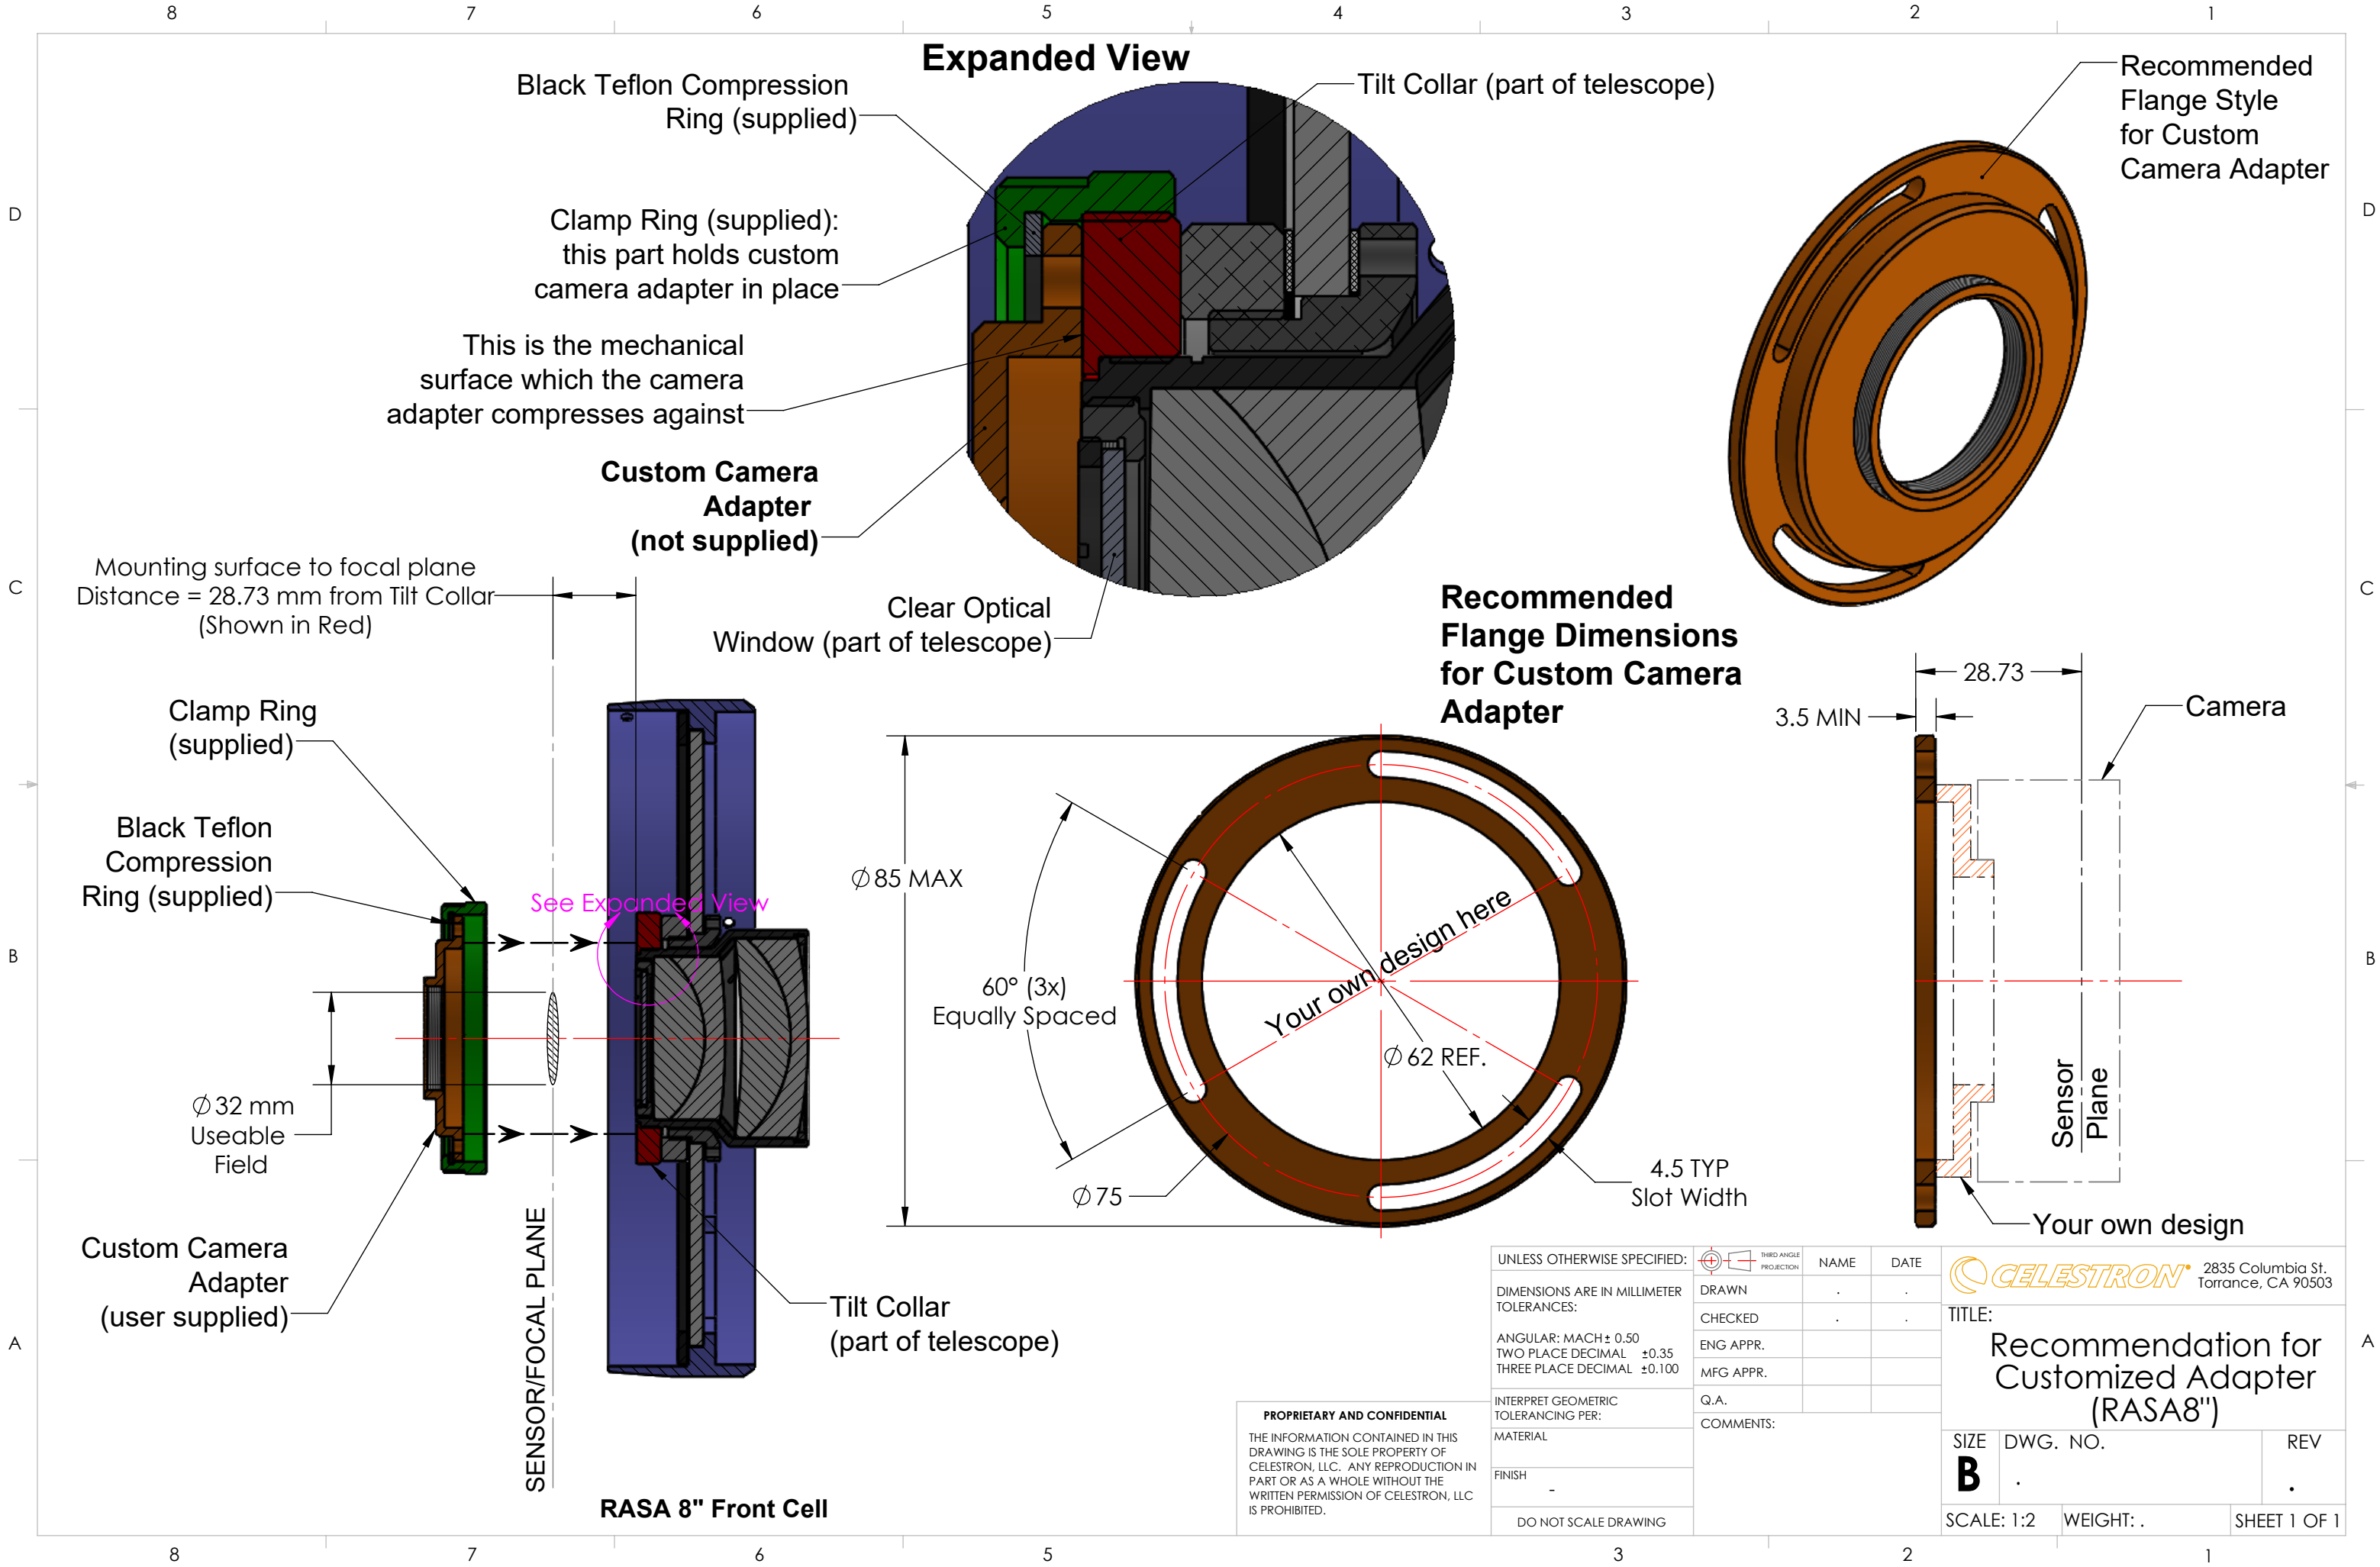 8 7 6 5 4 3 2 1
Expanded View
Black Teflon Compression
Ring (supplied)
Tilt Collar (part of telescope)
Recommended
Flange Style
for Custom
Camera Adapter
D
D
Clamp Ring (supplied):
this part holds custom
camera adapter in place
This is the mechanical
surface which the camera
adapter compresses against
Custom Camera
Adapter
(not supplied)
Mounting surface to focal plane
Distance = 28.73 mm from Tilt Collar
(Shown in Red)
C
C
Clear Optical
Window (part of telescope)
Recommended
Flange Dimensions
for Custom Camera
Adapter
28.73
3.5 MIN
Camera
Clamp Ring
(supplied)
Black Teflon
Compression
Ring (supplied)
See Expanded View
∅85 MAX
60° (3x)
Equally Spaced
Your own design here
∅62 REF.
∅75
4.5 TYP
Slot Width
Sensor
Plane
Your own design
B
B
∅32 mm
Useable
Field
Custom Camera
Adapter
(user supplied)
SENSOR/FOCAL PLANE
Tilt Collar
(part of telescope)
A
A
RASA 8" Front Cell
PROPRIETARY AND CONFIDENTIAL
THE INFORMATION CONTAINED IN THIS
DRAWING IS THE SOLE PROPERTY OF
CELESTRON, LLC. ANY REPRODUCTION IN
PART OR AS A WHOLE WITHOUT THE
WRITTEN PERMISSION OF CELESTRON, LLC
IS PROHIBITED.
UNLESS OTHERWISE SPECIFIED:
DIMENSIONS ARE IN MILLIMETER
TOLERANCES:
ANGULAR: MACH± 0.50
TWO PLACE DECIMAL ±0.35
THREE PLACE DECIMAL ±0.100
INTERPRET GEOMETRIC
TOLERANCING PER:
MATERIAL
FINISH
-
DO NOT SCALE DRAWING
THIRD ANGLE
PROJECTION
NAME DATE
DRAWN . .
CHECKED . .
ENG APPR.
MFG APPR.
Q.A.
COMMENTS:
CELESTRON
2835 Columbia St.
Torrance, CA 90503
TITLE:
Recommendation for
Customized Adapter
(RASA8")
SIZE DWG. NO. REV
B . .
SCALE: 1:2 WEIGHT: . SHEET 1 OF 1
8 7 6 5 3 2 1